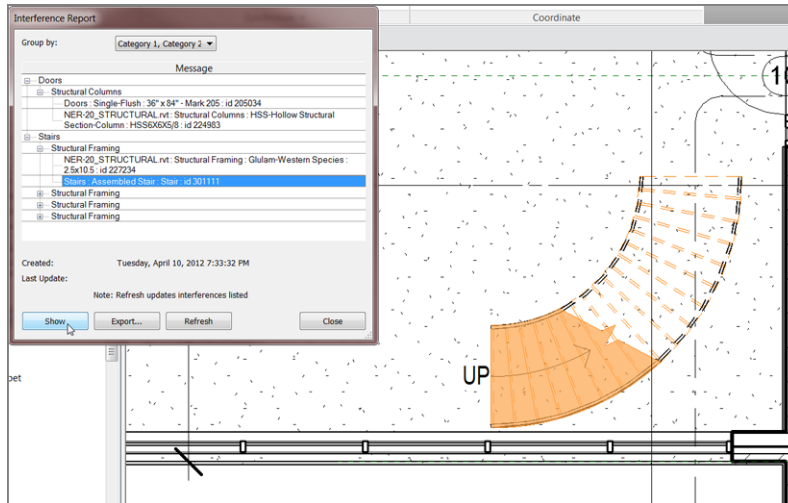 Interference Report
Coordinate
Group by:
Category 1, Category 2
Message
Doors
Structural Columns
Doors : Single-Flush : 36" x 84" - Mark 205 : id 205034
NER-20_STRUCTURAL.rvt : Structural Columns : HSS-Hollow Structural
Section-Column : HSS6X6X5/8 : id 224983
Stairs
Structural Framing
NER-20_STRUCTURAL.rvt : Structural Framing : Glulam-Western Species :
2.5x10.5 : id 227234
Stairs : Assembled Stair : Stair : id 301111
Structural Framing
Structural Framing
Structural Framing
Created:
Tuesday, April 10, 2012 7:33:32 PM
Last Update:
Note: Refresh updates interferences listed
Show
Export...
Refresh
Close
UP
pet